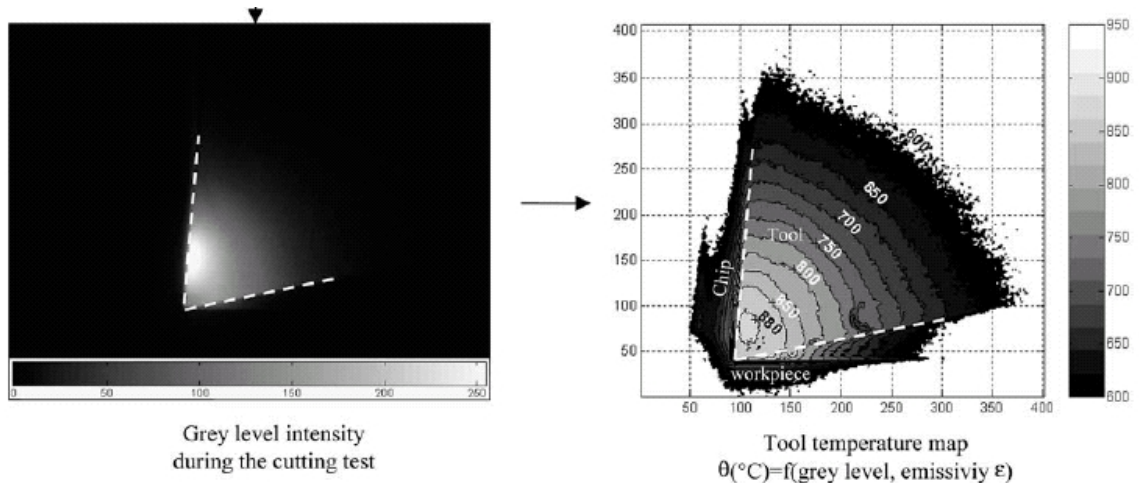 0 50 100 150 200 250
Grey level intensity
during the cutting test
400
350
300
250
200
150
100
50
50 100 150 200 250 300 350 400
600
650
700
750
800
850
880
Tool
Chip
workpiece
950
900
850
800
750
700
650
600
Tool temperature map
θ(°C)=f(grey level, emissiviy ε)